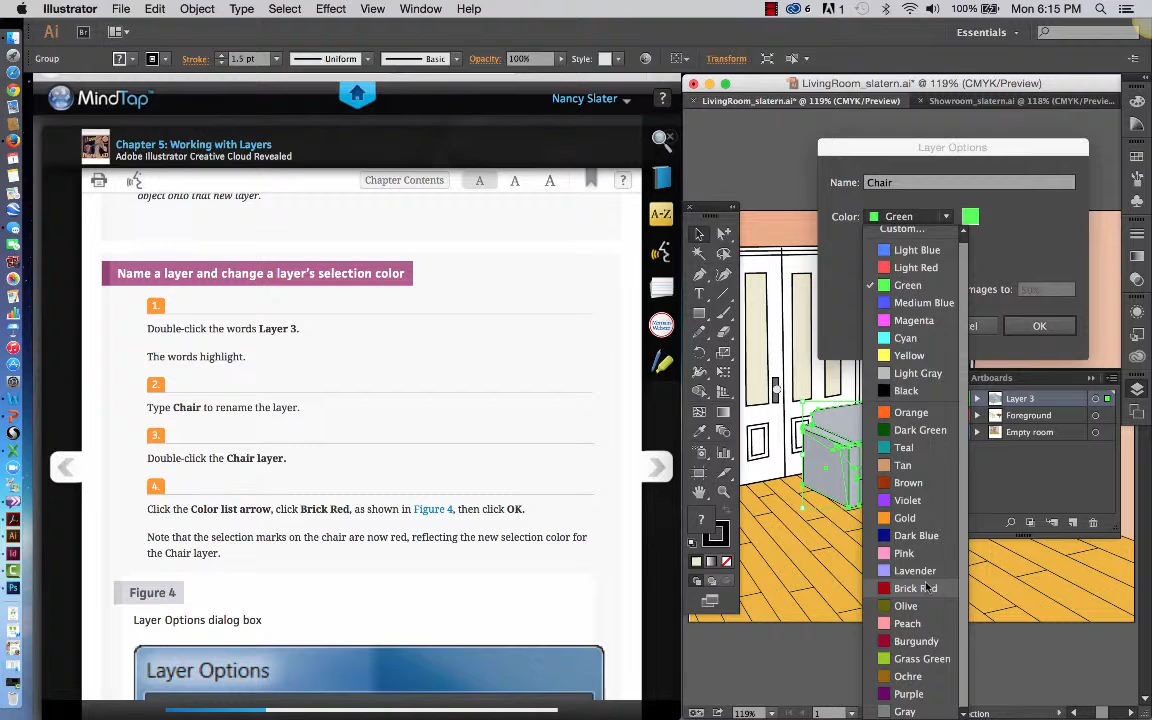 Illustrator File Edit Object Type Select Effect View Window Help
6 1 100% Mon 6:15 PM
Ai Br Essentials
Group ? Stroke: 1.5 pt Uniform Basic Opacity: 100% Style: Transform
MindTap
Nancy Slater ?
Chapter 5: Working with Layers
Adobe Illustrator Creative Cloud Revealed
Chapter Contents A A A ?
object onto that new layer.
Name a layer and change a layer's selection color
1.
Double-click the words Layer 3.
The words highlight.
2.
Type Chair to rename the layer.
3.
Double-click the Chair layer.
4.
Click the Color list arrow, click Brick Red, as shown in Figure 4, then click OK.
Note that the selection marks on the chair are now red, reflecting the new selection color for
the Chair layer.
Figure 4
Layer Options dialog box
Layer Options
A-Z
LivingRoom_slatern.ai* @ 119% (CMYK/Preview)
LivingRoom_slatern.ai* @ 119% (CMYK/Preview) Showroom_slatern.ai @ 118% (CMYK/Previe...
Layer Options
Name: Chair
Color: Green
Custom...
Light Blue
Light Red
Green
Medium Blue
Magenta
Cyan
Yellow
Light Gray
Black
Orange
Dark Green
Teal
Tan
Brown
Violet
Gold
Dark Blue
Pink
Lavender
Brick Red
Olive
Peach
Burgundy
Grass Green
Ochre
Purple
Gray
mages to: 50%
cel OK
Artboards
Layer 3
Foreground
Empty room
119% 1 lection